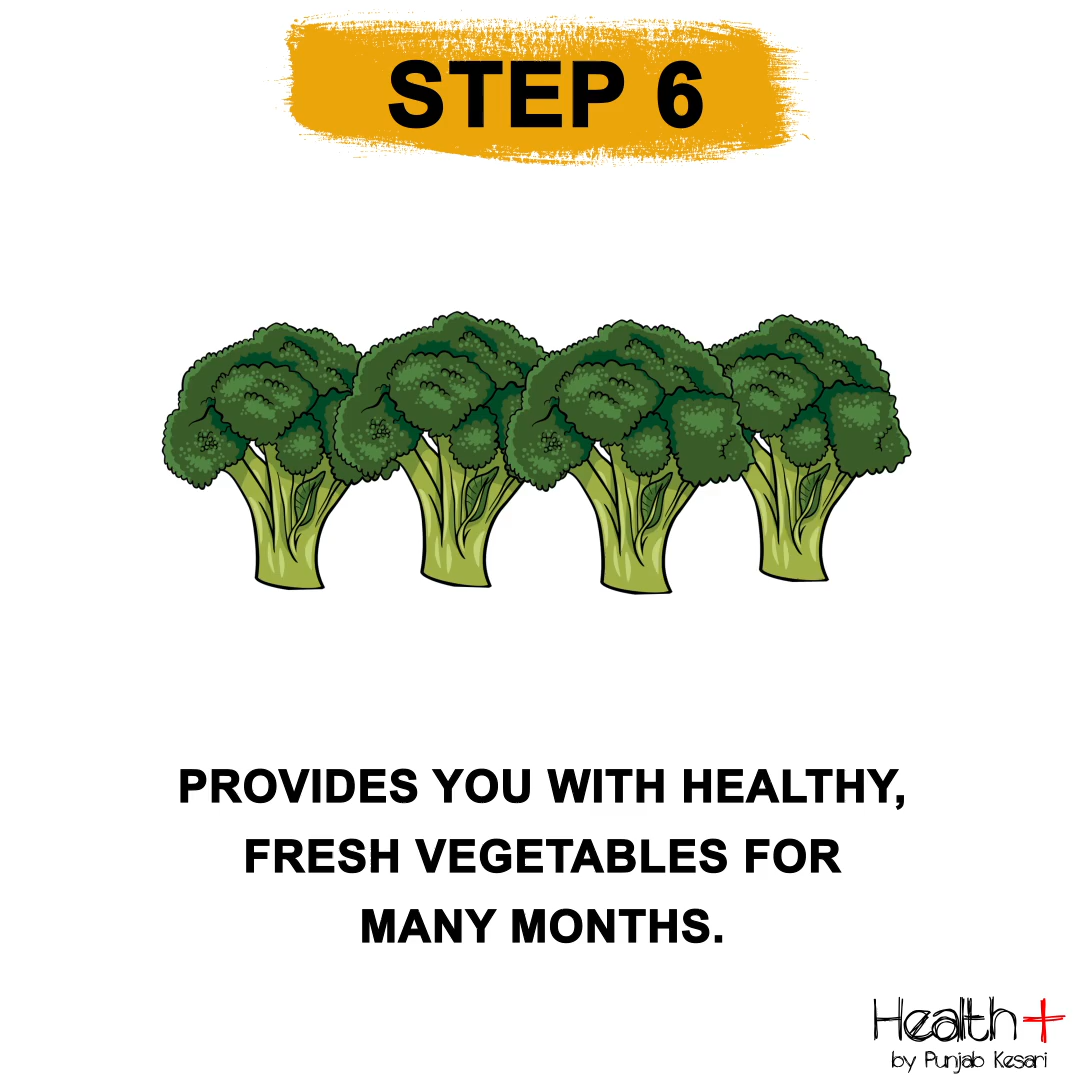 STEP 6
PROVIDES YOU WITH HEALTHY,
FRESH VEGETABLES FOR
MANY MONTHS.
Health+
by Punjab Kesari